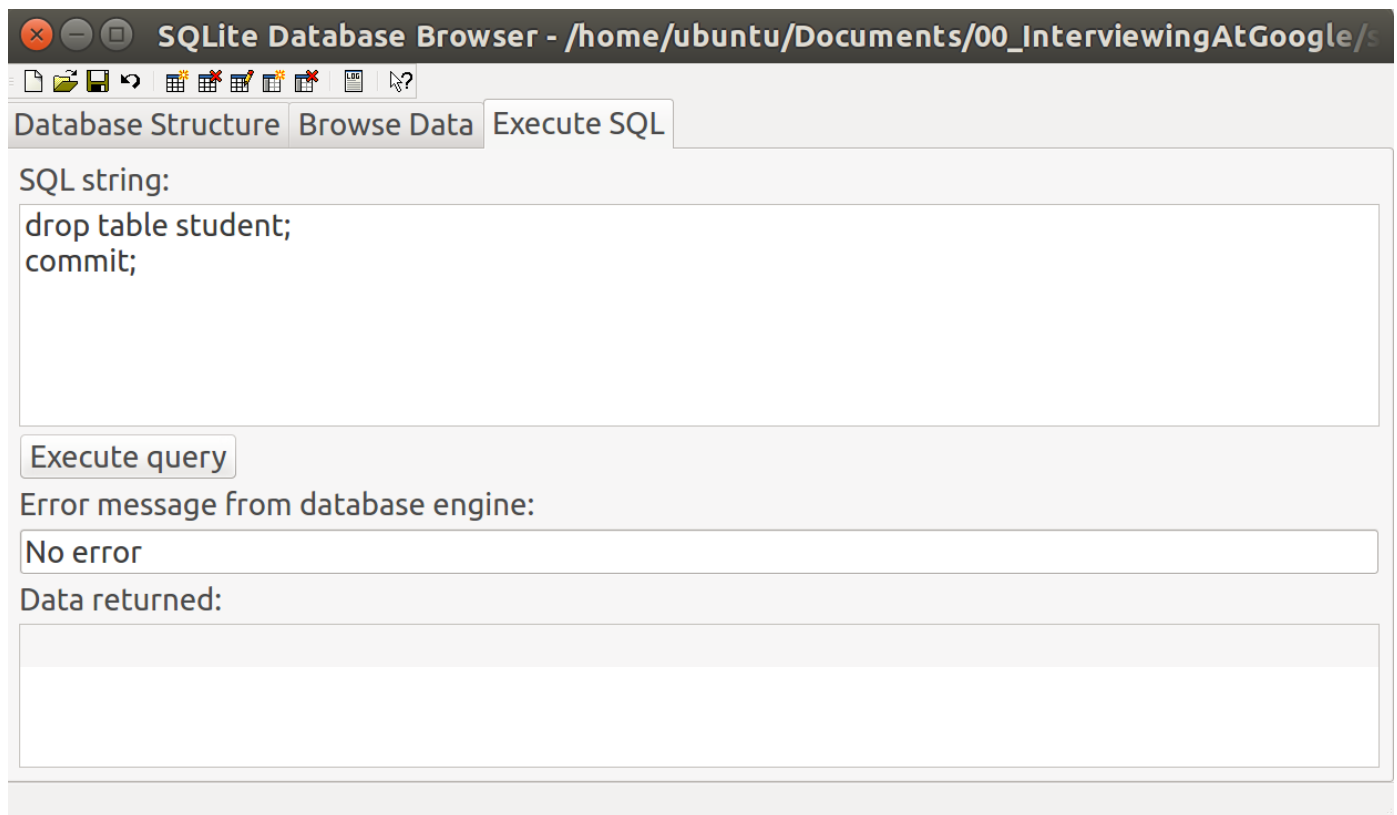 SQLite Database Browser - /home/ubuntu/Documents/00_InterviewingAtGoogle/s
LOG
Database Structure Browse Data Execute SQL
SQL string:
drop table student;
commit;
Execute query
Error message from database engine:
No error
Data returned: